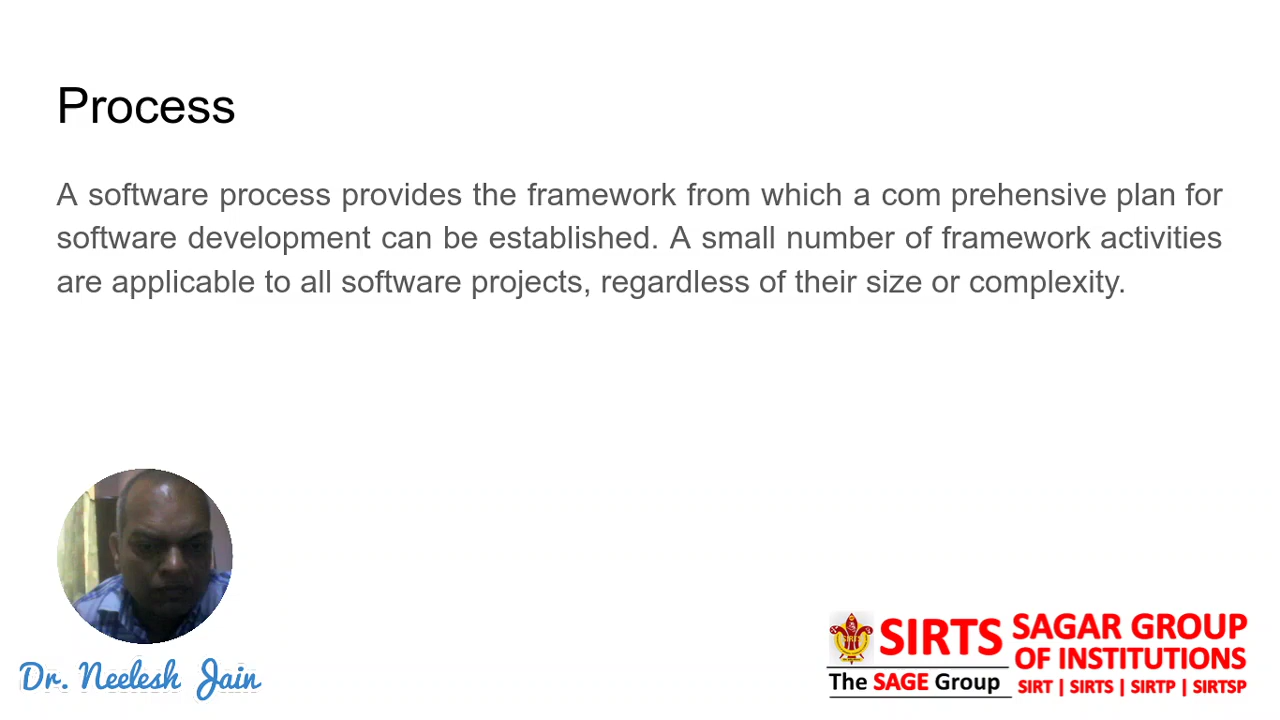 Process
A software process provides the framework from which a com prehensive plan for
software development can be established. A small number of framework activities
are applicable to all software projects, regardless of their size or complexity.
Dr. Neelesh Jain
SIRTS
The SAGE Group
SAGAR GROUP
OF INSTITUTIONS
SIRT | SIRTS | SIRTP | SIRTSP